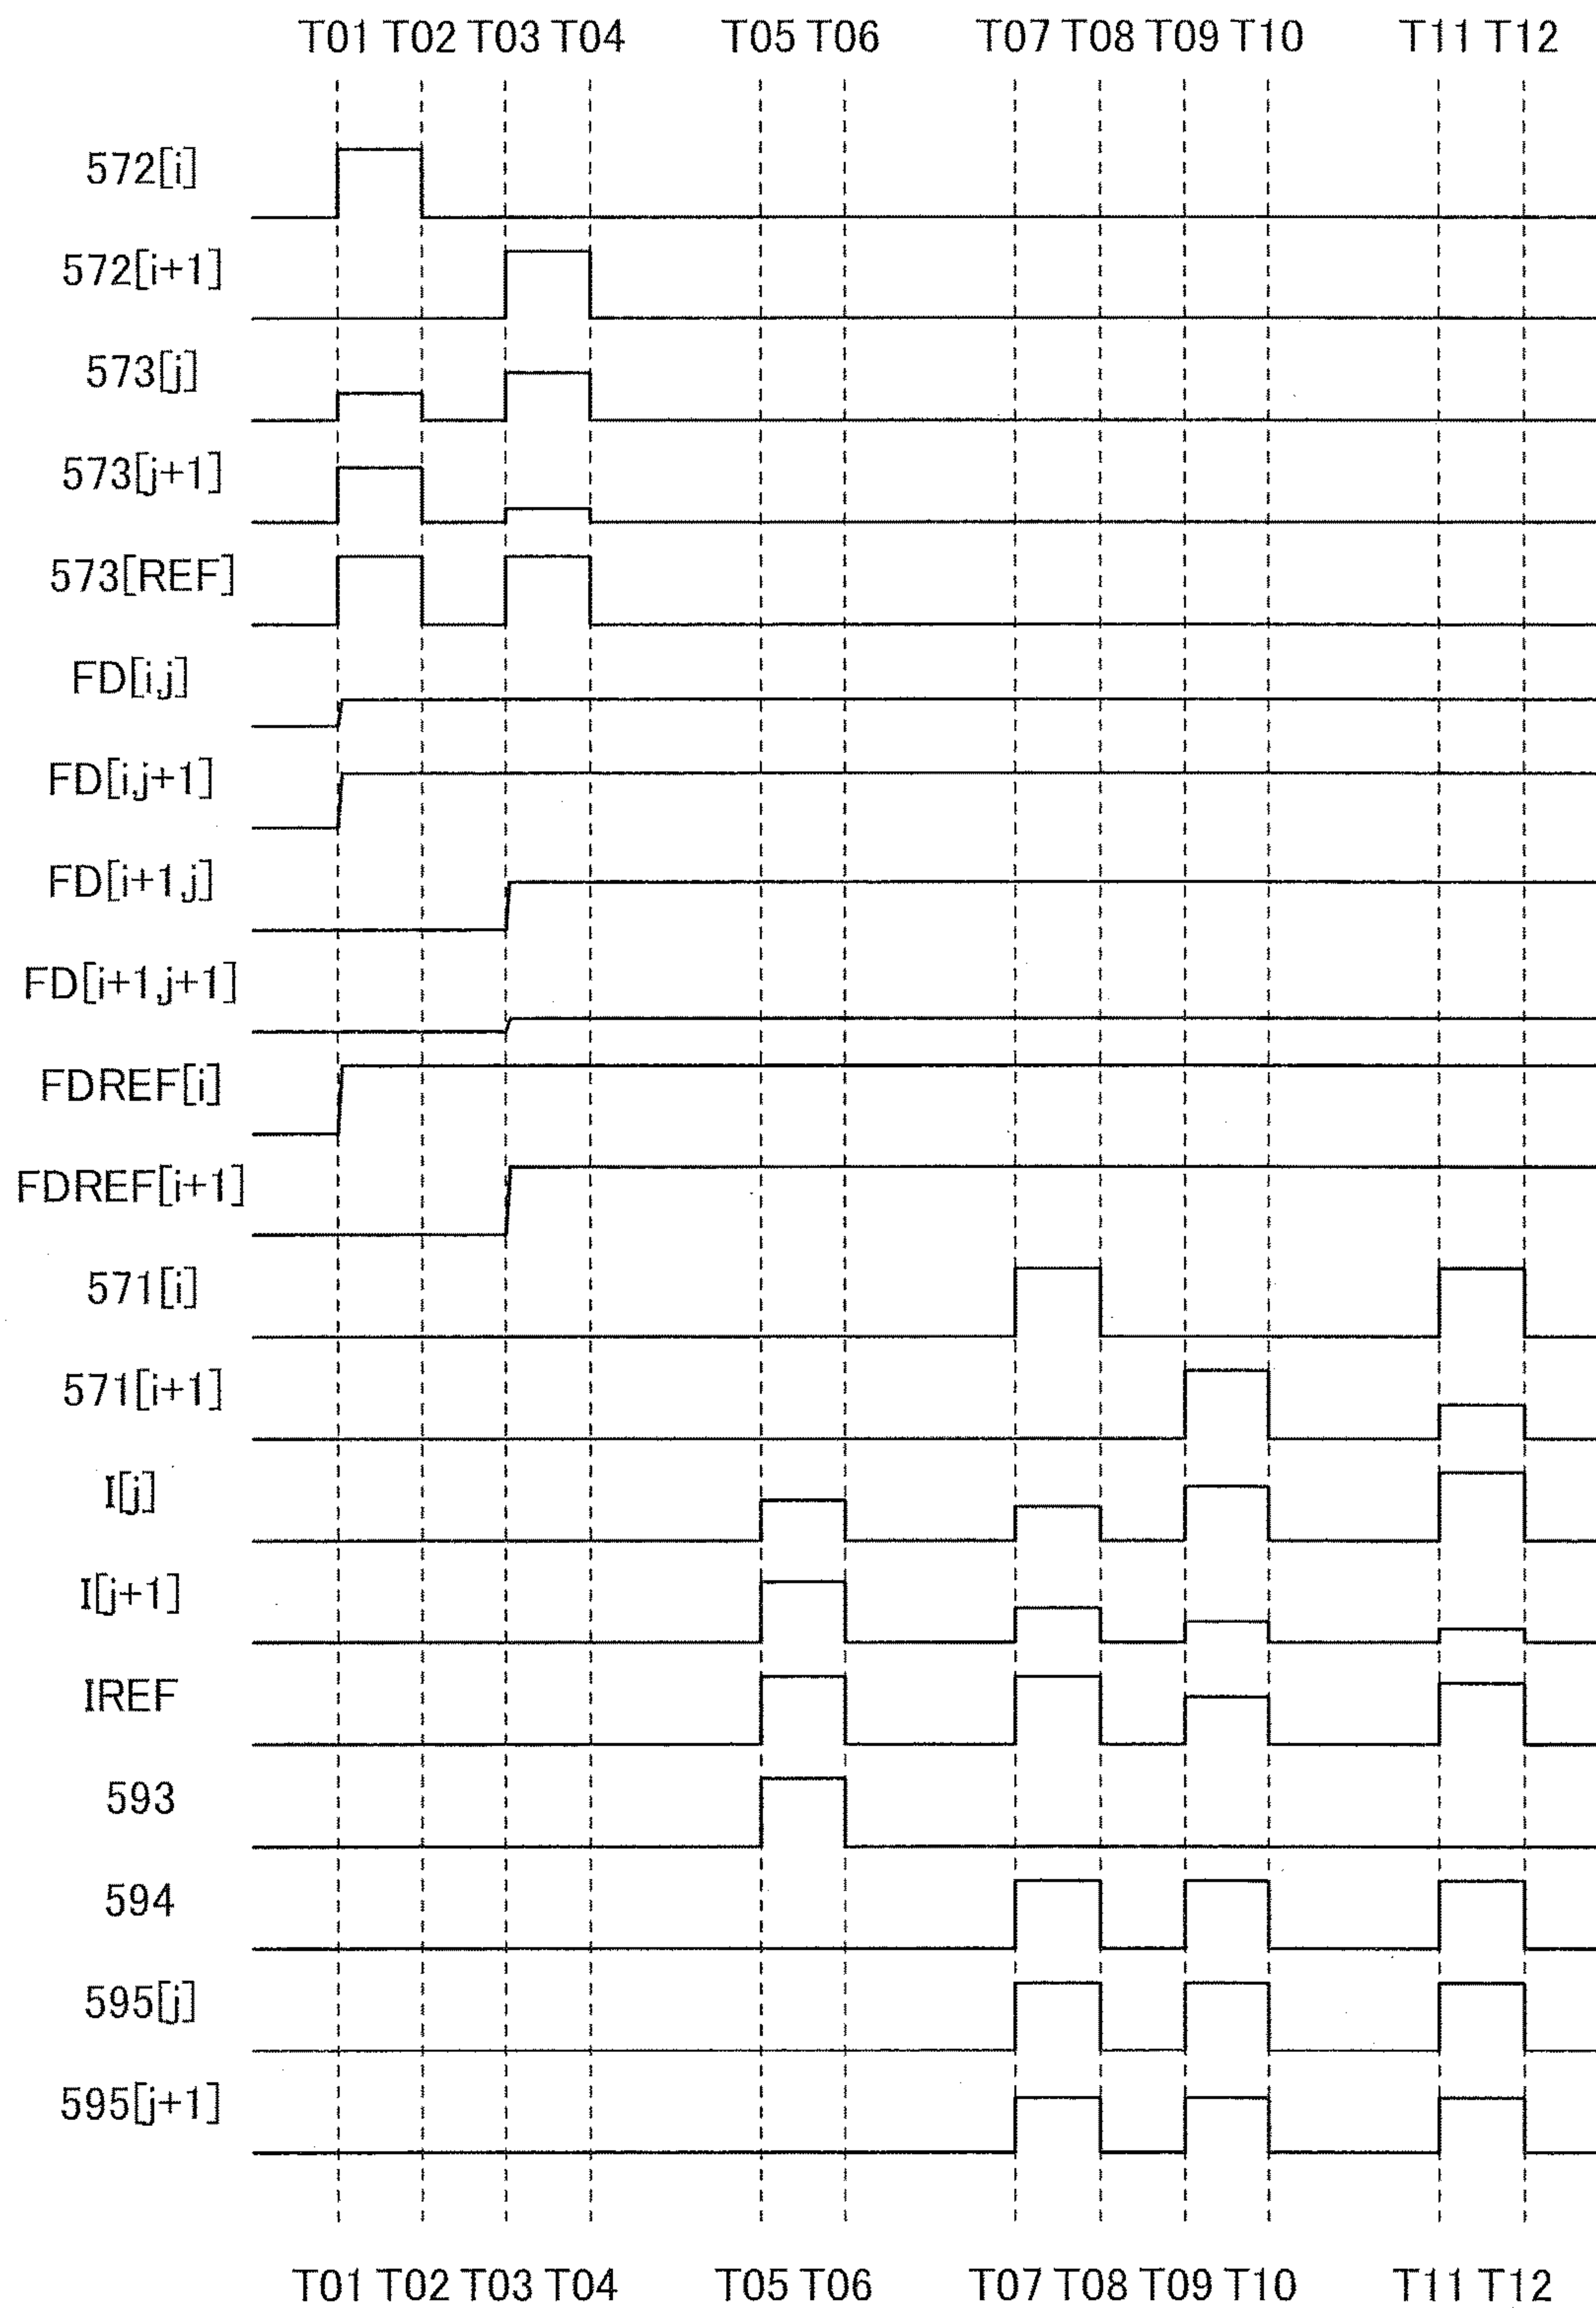 T01 T02 T03 T04 T05 T06 T07 T08 T09 T10 T11 T12
572[i]
572[i+1]
573[j]
573[j+1]
573[REF]
FD[i,j]
FD[i,j+1]
FD[i+1,j]
FD[i+1,j+1]
FDREF[i]
FDREF[i+1]
571[i]
571[i+1]
I[j]
I[j+1]
IREF
593
594
595[j]
595[j+1]
T01 T02 T03 T04 T05 T06 T07 T08 T09 T10 T11 T12